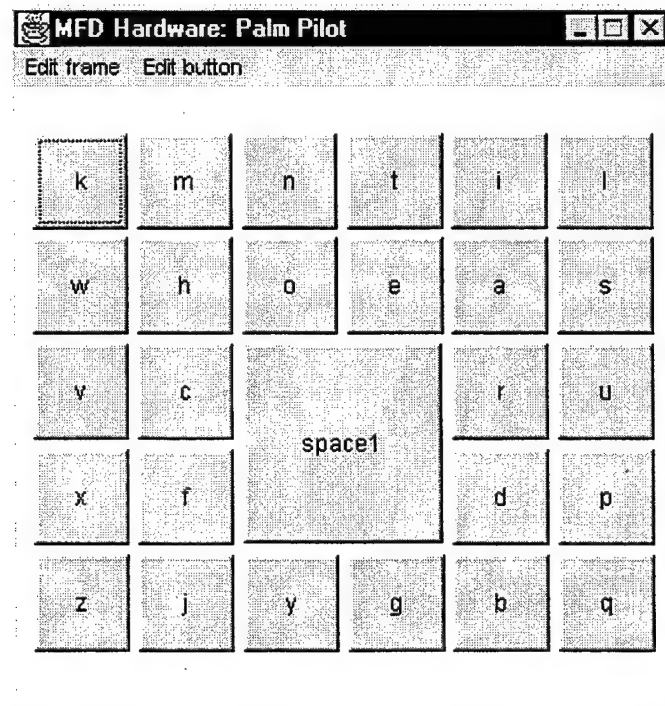 MFD Hardware: Palm Pilot
Edit frame Edit button
k m n t i l
w h o e a s
v c r u
space1
x f d p
z j y g b q